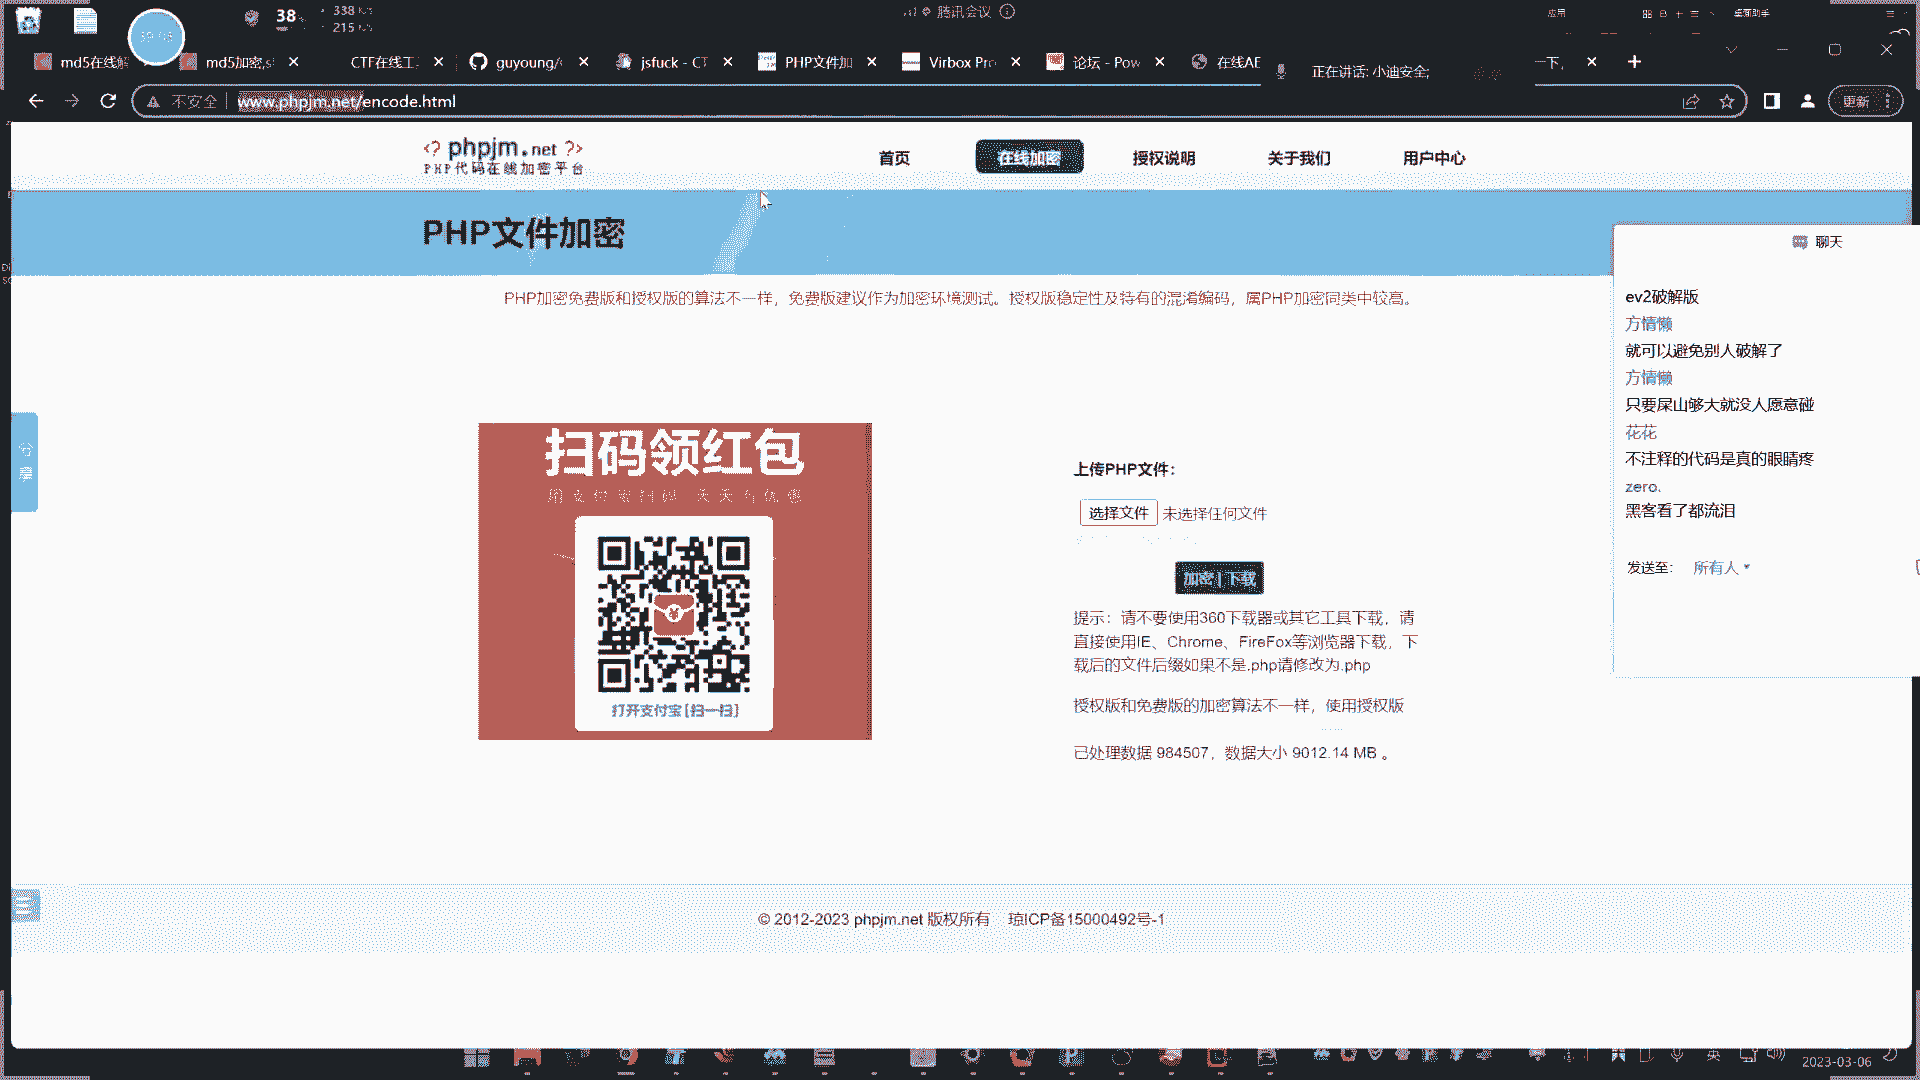 38
338
215
腾讯会议
应用
桌面助手
md5在线解
md5加密,s
CTF在线工
guyoung/
jsfuck - CT
PHP文件加
Virbox Pro
论坛 - Pow
在线AE
正在讲话: 小迪安全;
一下,
不安全
www.phpjm.net/encode.html
更新
<? phpjm.net ?>
PHP代码在线加密平台
首页
在线加密
授权说明
关于我们
用户中心
PHP文件加密
PHP加密免费版和授权版的算法不一样，免费版建议作为加密环境测试。授权版稳定性及特有的混淆编码，属PHP加密同类中较高。
聊天
ev2破解版
方情懒
就可以避免别人破解了
方情懒
只要屎山够大就没人愿意碰
花花
不注释的代码是真的眼睛疼
zero.
黑客看了都流泪
发送至:
所有人
扫码领红包
用支付宝扫码 天天有优惠
打开支付宝[扫一扫]
上传PHP文件：
选择文件 未选择任何文件
加密 | 下载
提示：请不要使用360下载器或其它工具下载，请
直接使用IE、Chrome、FireFox等浏览器下载，下
载后的文件后缀如果不是.php请修改为.php
授权版和免费版的加密算法不一样，使用授权版
已处理数据 984507，数据大小 9012.14 MB 。
© 2012-2023 phpjm.net 版权所有 琼ICP备15000492号-1
英
2023-03-06